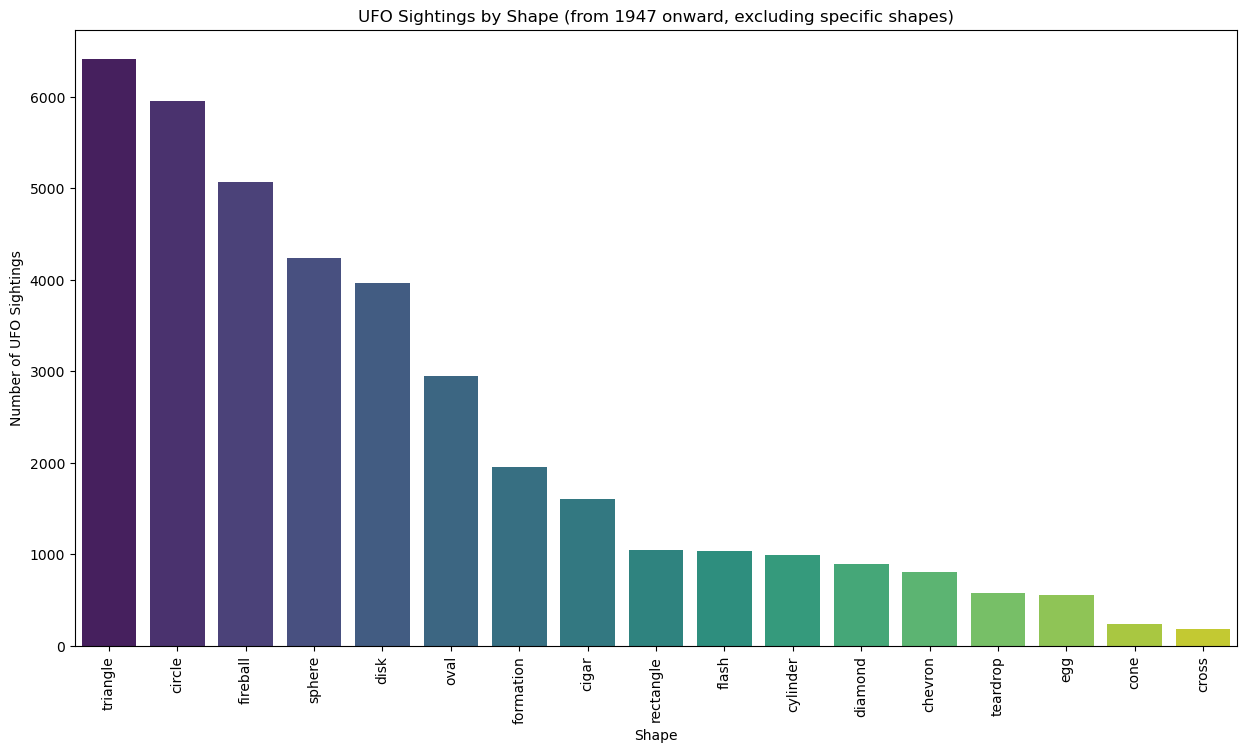 UFO Sightings by Shape (from 1947 onward, excluding specific shapes)
Number of UFO Sightings
6000
5000
4000
3000
2000
1000
0
triangle
circle
fireball
sphere
disk
oval
formation
cigar
rectangle
flash
cylinder
diamond
chevron
teardrop
egg
cone
cross
Shape